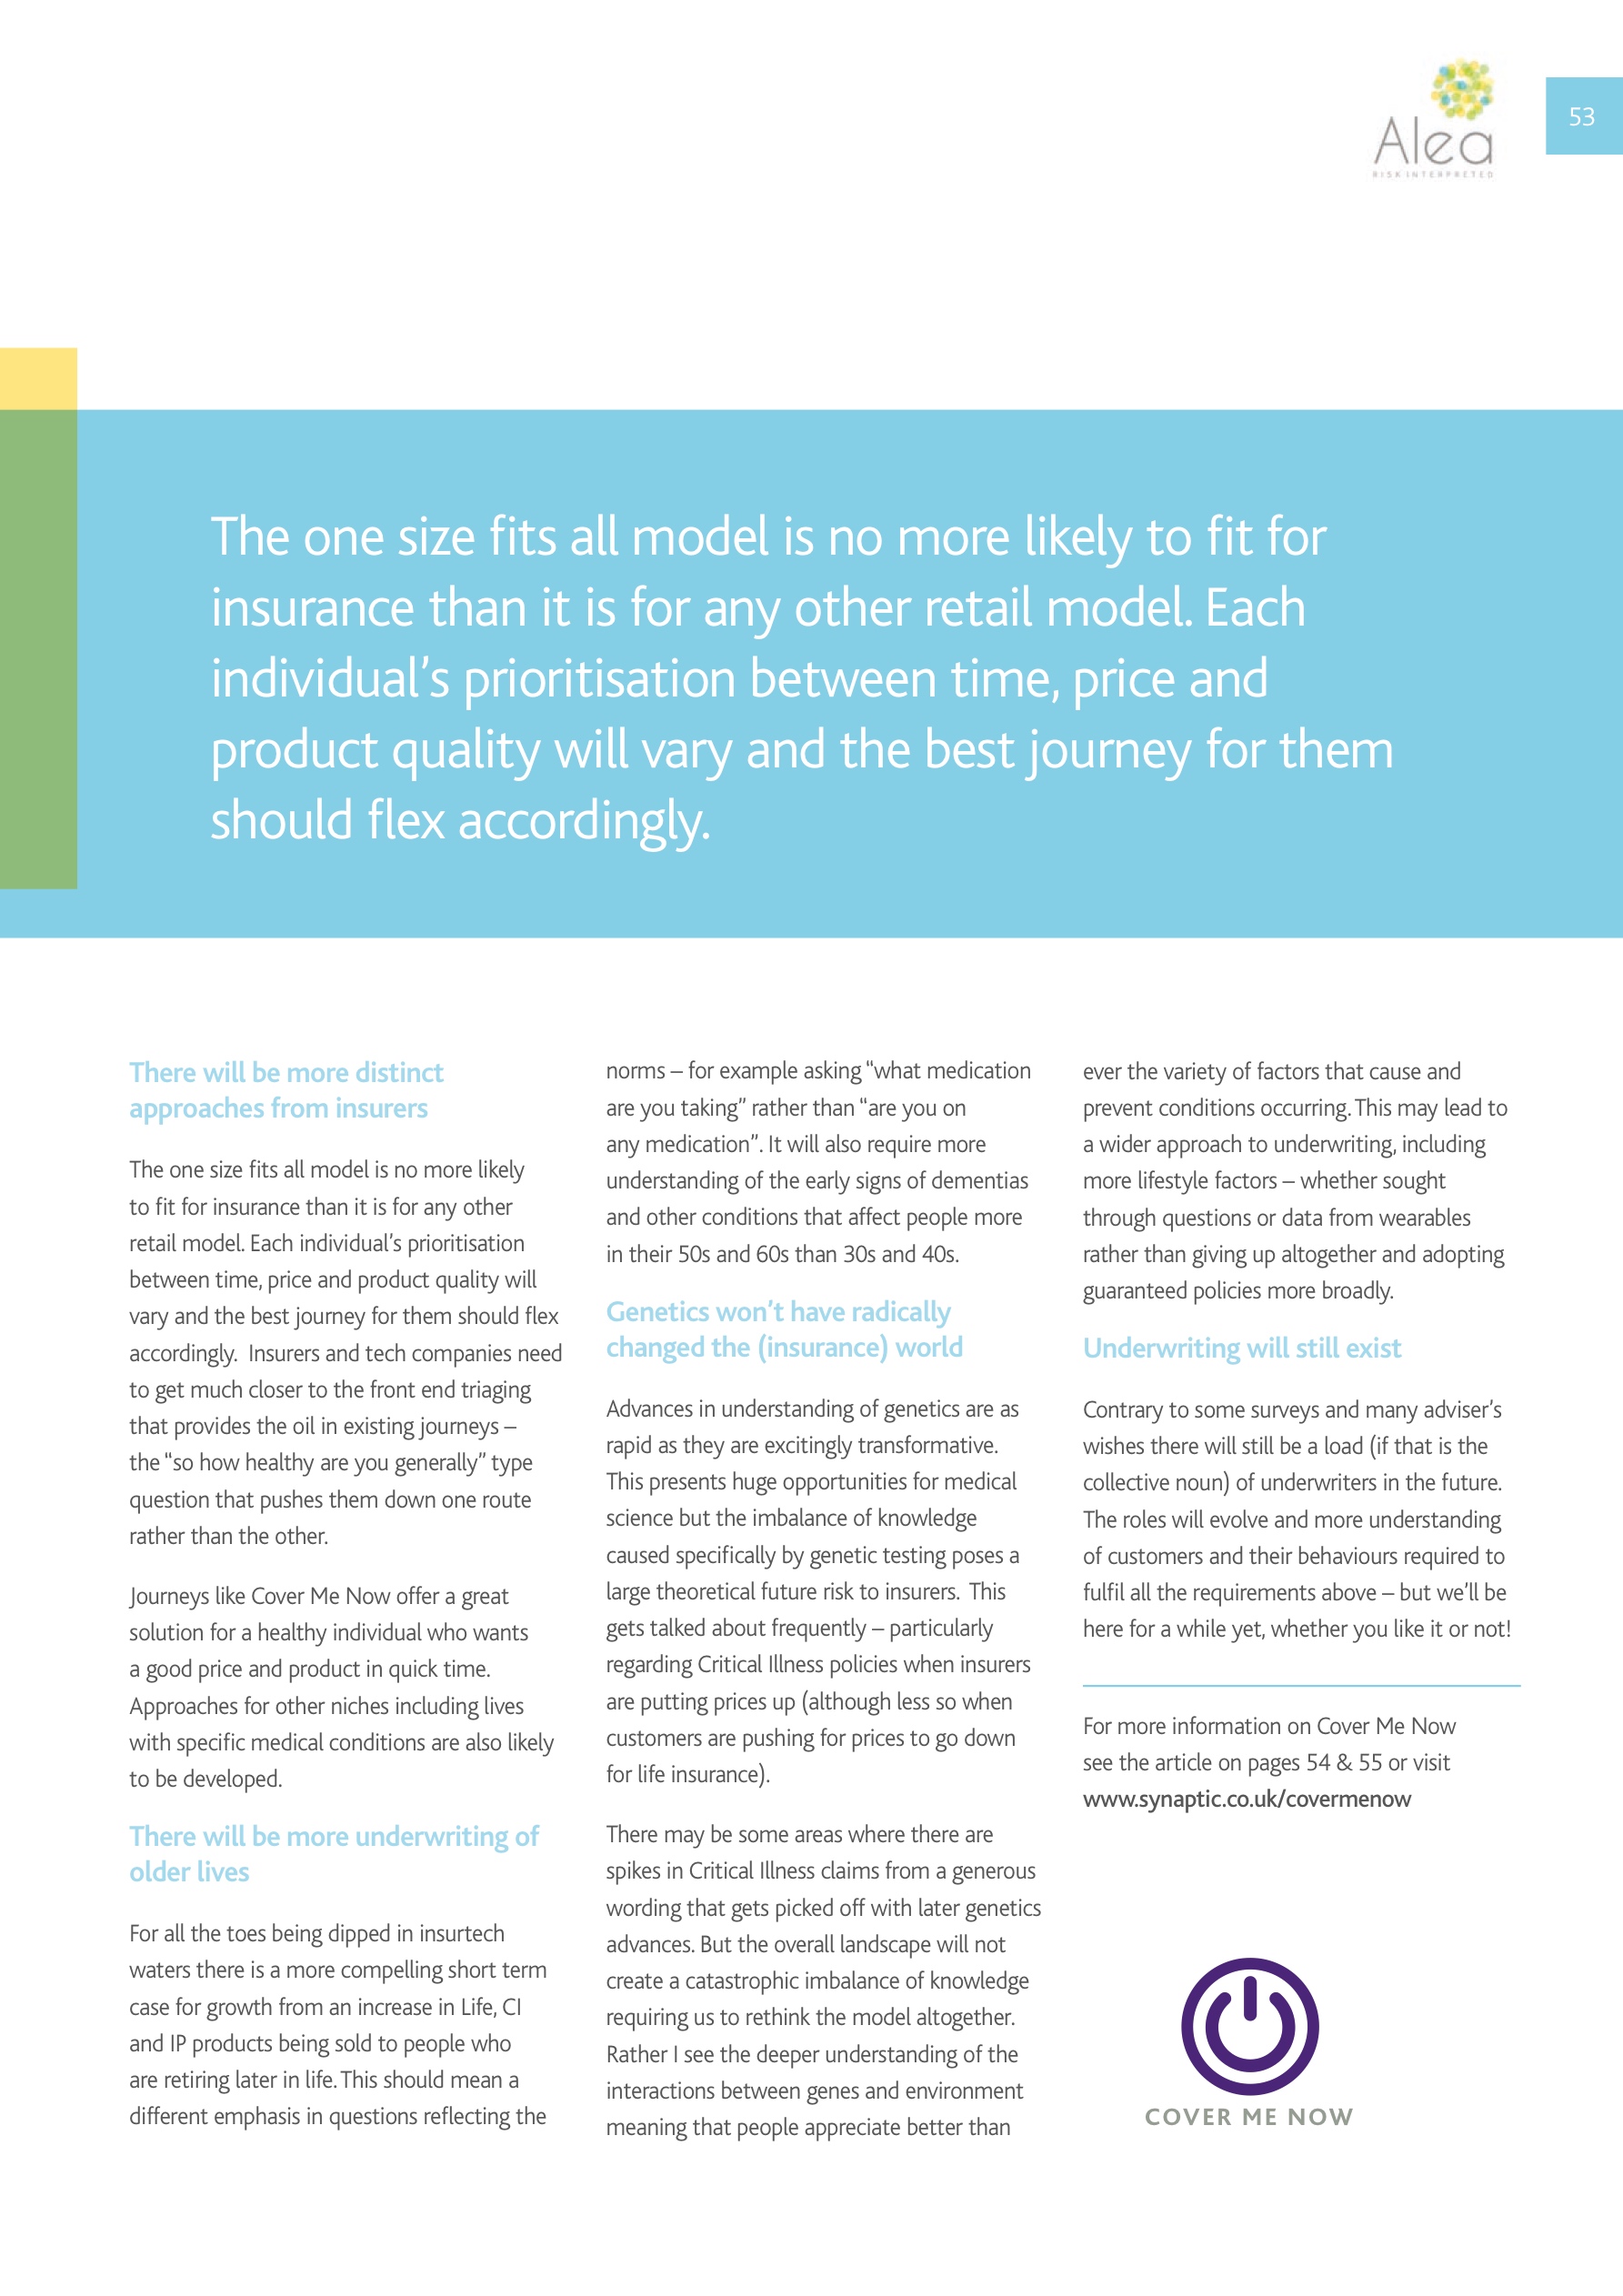 Alea
RISK INTERPRETED
53
The one size fits all model is no more likely to fit for
insurance than it is for any other retail model. Each
individual’s prioritisation between time, price and
product quality will vary and the best journey for them
should flex accordingly.
There will be more distinct
approaches from insurers
The one size fits all model is no more likely
to fit for insurance than it is for any other
retail model. Each individual’s prioritisation
between time, price and product quality will
vary and the best journey for them should flex
accordingly.  Insurers and tech companies need
to get much closer to the front end triaging
that provides the oil in existing journeys –
the “so how healthy are you generally” type
question that pushes them down one route
rather than the other.
Journeys like Cover Me Now offer a great
solution for a healthy individual who wants
a good price and product in quick time.
Approaches for other niches including lives
with specific medical conditions are also likely
to be developed.
There will be more underwriting of
older lives
For all the toes being dipped in insurtech
waters there is a more compelling short term
case for growth from an increase in Life, CI
and IP products being sold to people who
are retiring later in life. This should mean a
different emphasis in questions reflecting the
norms – for example asking “what medication
are you taking” rather than “are you on
any medication”. It will also require more
understanding of the early signs of dementias
and other conditions that affect people more
in their 50s and 60s than 30s and 40s.
Genetics won’t have radically
changed the (insurance) world
Advances in understanding of genetics are as
rapid as they are excitingly transformative.
This presents huge opportunities for medical
science but the imbalance of knowledge
caused specifically by genetic testing poses a
large theoretical future risk to insurers.  This
gets talked about frequently – particularly
regarding Critical Illness policies when insurers
are putting prices up (although less so when
customers are pushing for prices to go down
for life insurance).
There may be some areas where there are
spikes in Critical Illness claims from a generous
wording that gets picked off with later genetics
advances. But the overall landscape will not
create a catastrophic imbalance of knowledge
requiring us to rethink the model altogether.
Rather I see the deeper understanding of the
interactions between genes and environment
meaning that people appreciate better than
ever the variety of factors that cause and
prevent conditions occurring. This may lead to
a wider approach to underwriting, including
more lifestyle factors – whether sought
through questions or data from wearables
rather than giving up altogether and adopting
guaranteed policies more broadly.
Underwriting will still exist
Contrary to some surveys and many adviser’s
wishes there will still be a load (if that is the
collective noun) of underwriters in the future.
The roles will evolve and more understanding
of customers and their behaviours required to
fulfil all the requirements above – but we’ll be
here for a while yet, whether you like it or not!
For more information on Cover Me Now
see the article on pages 54 & 55 or visit
www.synaptic.co.uk/covermenow
COVER ME NOW